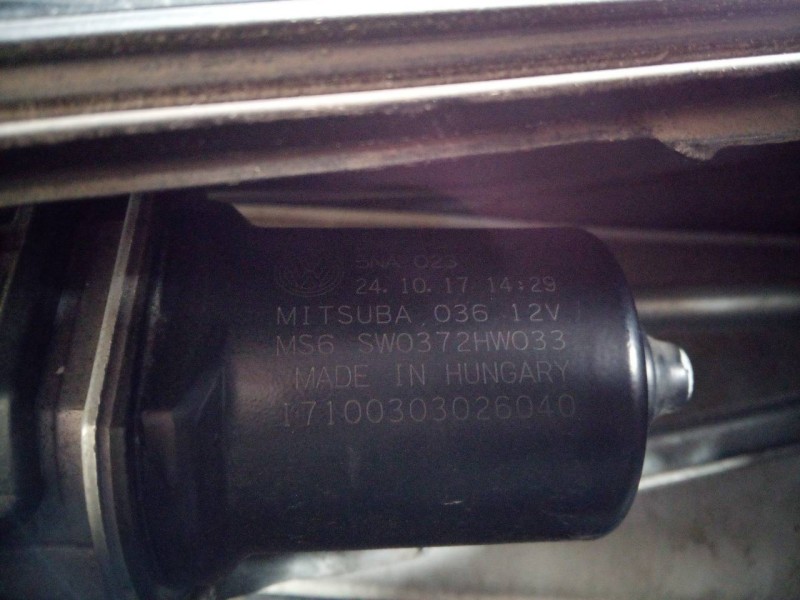 5NA 023
24.10.17 14:29
MITSUBA 036 12V
MS6 SW0372HW033
MADE IN HUNGARY
17100303026040